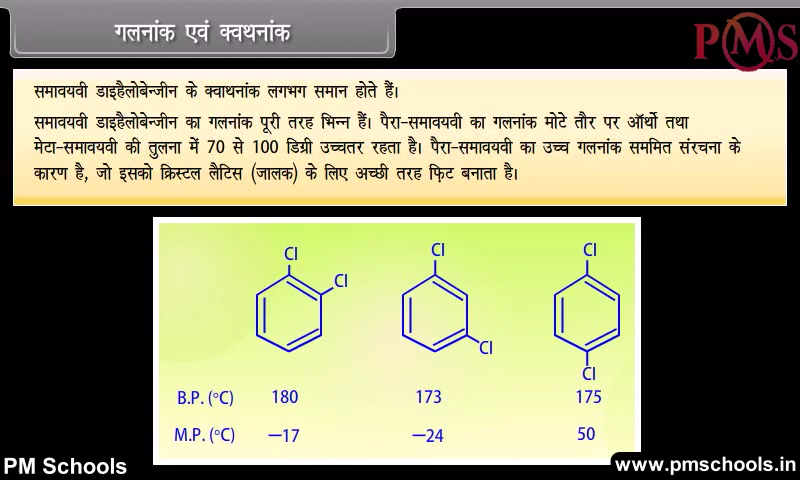 गलनांक एवं क्वथनांक
PMS
समावयवी डाइहैलोबेन्जीन के क्वाथनांक लगभग समान होते हैं।
समावयवी डाइहैलोबेन्जीन का गलनांक पूरी तरह भिन्न हैं। पैरा-समावयवी का गलनांक मोटे तौर पर ऑर्थो तथा
मेटा-समावयवी की तुलना में 70 से 100 डिग्री उच्चतर रहता है। पैरा-समावयवी का उच्च गलनांक सममित संरचना के
कारण है, जो इसको क्रिस्टल लैटिस (जालक) के लिए अच्छी तरह फ़िट बनाता है।
Cl Cl Cl
Cl
Cl
Cl
B.P. (°C) 180 173 175
M.P. (°C) –17 –24 50
PM Schools www.pmschools.in